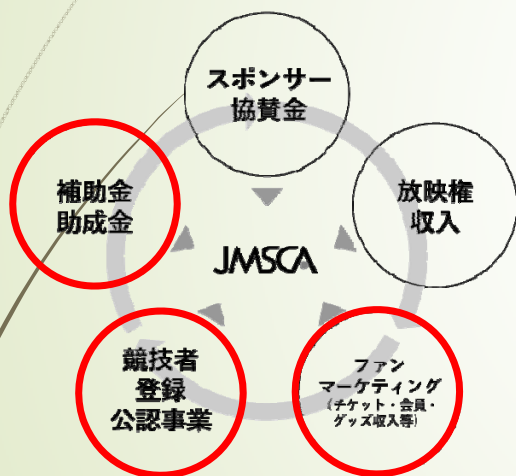 スポンサー
協賛金
補助金
助成金
放映権
収入
JMSCA
競技者
登録
公認事業
ファン
マーケティング
(チケット・会員・
グッズ収入等)